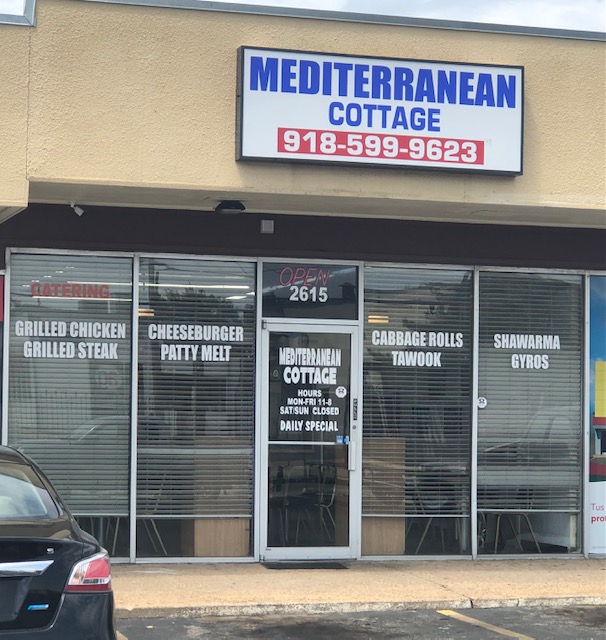 MEDITERRANEAN
COTTAGE
918-599-9623
OPEN
2615
CATERING
GRILLED CHICKEN
GRILLED STEAK
CHEESEBURGER
PATTY MELT
MEDITERRANEAN
COTTAGE
HOURS
MON-FRI 11-8
SAT/SUN CLOSED
DAILY SPECIAL
CABBAGE ROLLS
TAWOOK
SHAWARMA
GYROS
Tus